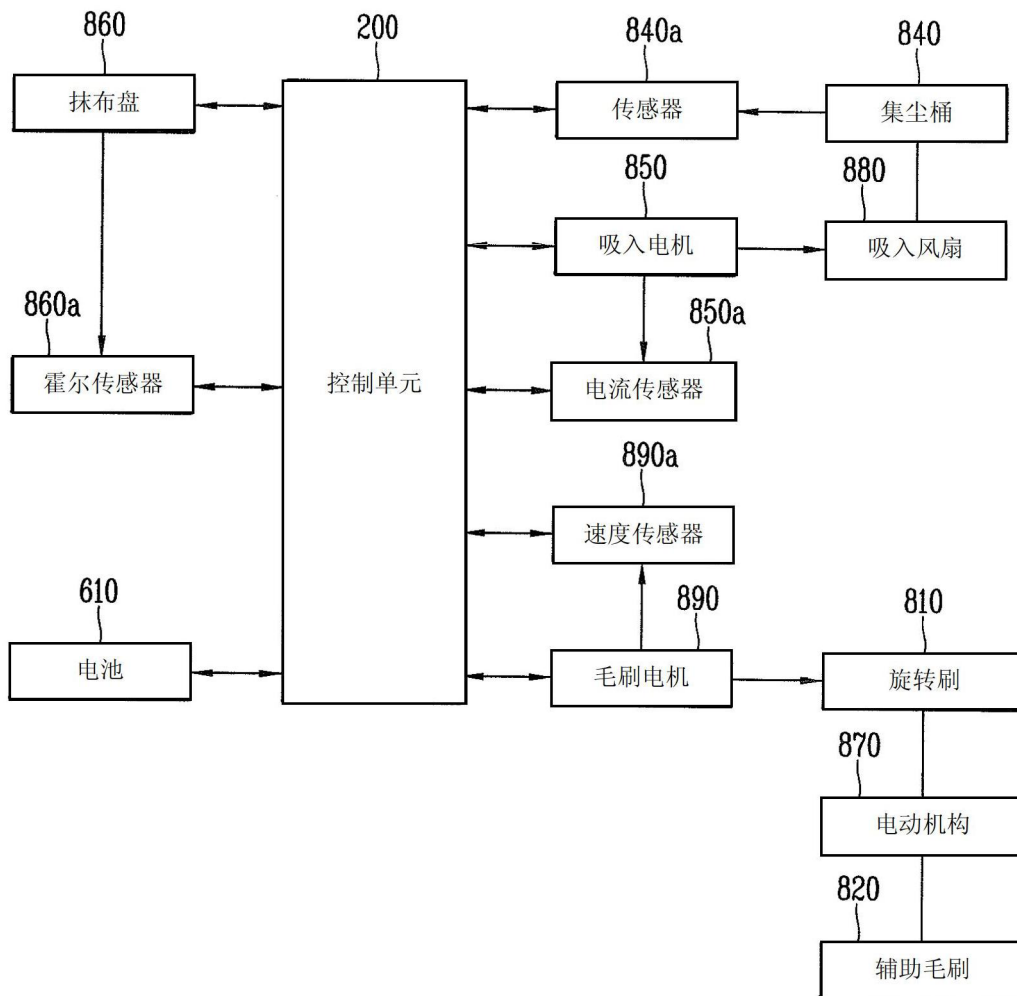 860
抹布盘
200
控制单元
840a
传感器
840
集尘桶
850
吸入电机
880
吸入风扇
860a
霍尔传感器
850a
电流传感器
890a
速度传感器
610
电池
890
毛刷电机
810
旋转刷
870
电动机构
820
辅助毛刷